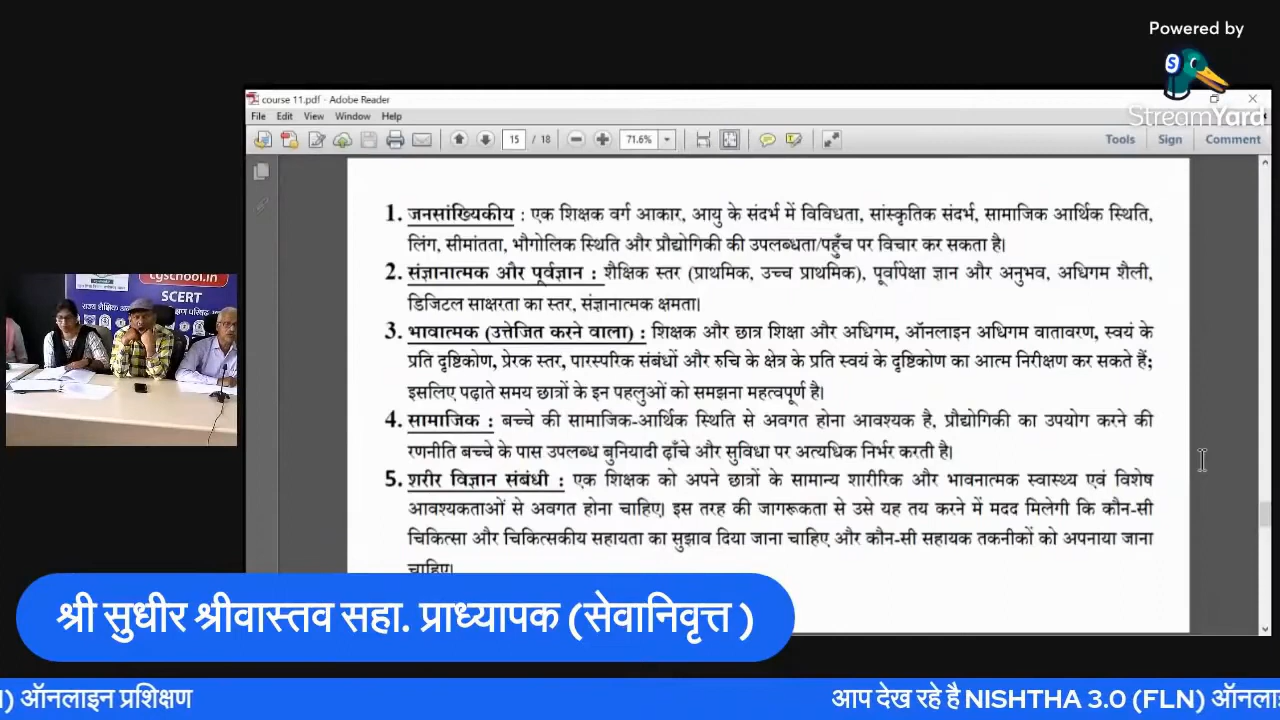 Powered by
StreamYard
course 11.pdf - Adobe Reader
File Edit View Window Help
15 / 18 71.6% Tools Sign Comment
1. जनसांख्यिकीय : एक शिक्षक वर्ग आकार, आयु के संदर्भ में विविधता, सांस्कृतिक संदर्भ, सामाजिक आर्थिक स्थिति,
लिंग, सीमांतता, भौगोलिक स्थिति और प्रौद्योगिकी की उपलब्धता/पहुँच पर विचार कर सकता है।
2. संज्ञानात्मक और पूर्वज्ञान : शैक्षिक स्तर (प्राथमिक, उच्च प्राथमिक), पूर्वापेक्षा ज्ञान और अनुभव, अधिगम शैली,
डिजिटल साक्षरता का स्तर, संज्ञानात्मक क्षमता।
3. भावात्मक (उत्तेजित करने वाला) : शिक्षक और छात्र शिक्षा और अधिगम, ऑनलाइन अधिगम वातावरण, स्वयं के
प्रति दृष्टिकोण, प्रेरक स्तर, पारस्परिक संबंधों और रुचि के क्षेत्र के प्रति स्वयं के दृष्टिकोण का आत्म निरीक्षण कर सकते हैं;
इसलिए पढ़ाते समय छात्रों के इन पहलुओं को समझना महत्वपूर्ण है।
4. सामाजिक : बच्चे की सामाजिक-आर्थिक स्थिति से अवगत होना आवश्यक है, प्रौद्योगिकी का उपयोग करने की
रणनीति बच्चे के पास उपलब्ध बुनियादी ढ़ाँचे और सुविधा पर अत्यधिक निर्भर करती है।
5. शरीर विज्ञान संबंधी : एक शिक्षक को अपने छात्रों के सामान्य शारीरिक और भावनात्मक स्वास्थ्य एवं विशेष
आवश्यकताओं से अवगत होना चाहिए। इस तरह की जागरूकता से उसे यह तय करने में मदद मिलेगी कि कौन-सी
चिकित्सा और चिकित्सकीय सहायता का सुझाव दिया जाना चाहिए और कौन-सी सहायक तकनीकों को अपनाया जाना
चाहिए।
cgschool.in
SCERT
राज्य शैक्षिक
परिषद
श्री सुधीर श्रीवास्तव सहा. प्राध्यापक (सेवानिवृत्त )
) ऑनलाइन प्रशिक्षण
आप देख रहे है NISHTHA 3.0 (FLN) ऑनला